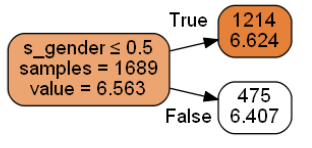 True
s_gender ≤ 0.5
samples = 1689
value = 6.563
1214
6.624
475
6.407
False